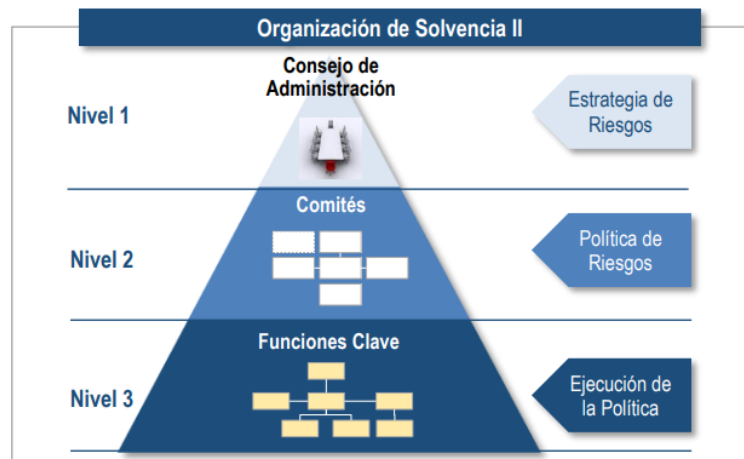 Organización de Solvencia II
Consejo de
Administración
Nivel 1
Estrategia de
Riesgos
Comités
Nivel 2
Política de
Riesgos
Funciones Clave
Nivel 3
Ejecución de
la Política